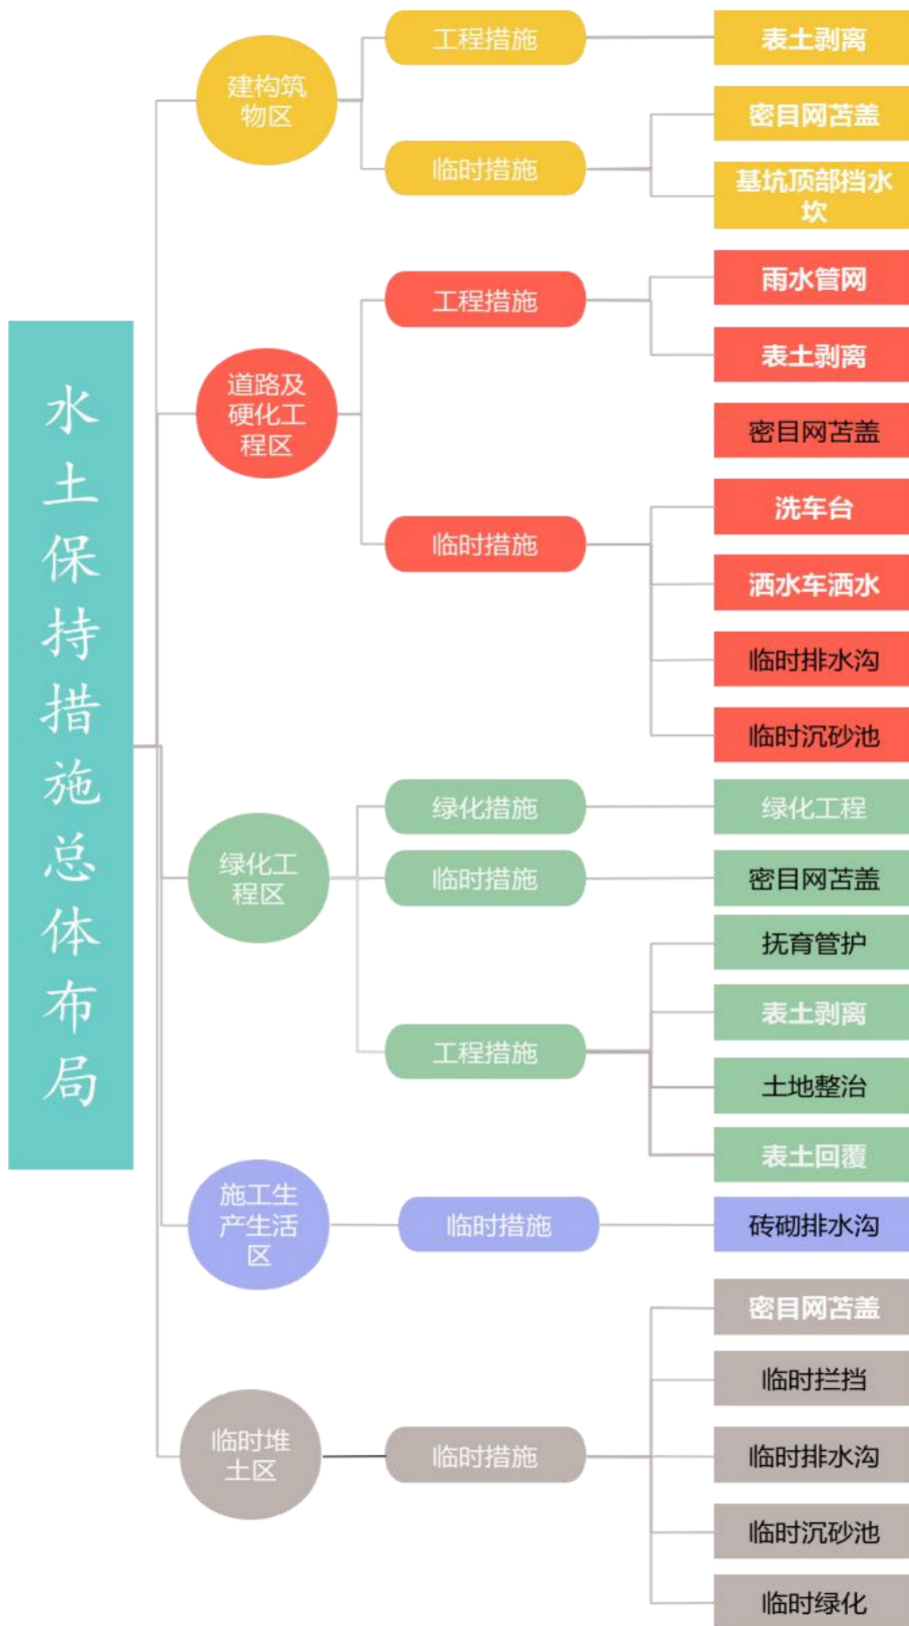 水土保持措施总体布局
建构筑
物区
工程措施
表土剥离
临时措施
密目网苫盖
基坑顶部挡水
坎
道路及
硬化工
程区
工程措施
雨水管网
表土剥离
密目网苫盖
临时措施
洗车台
洒水车洒水
临时排水沟
临时沉砂池
绿化工
程区
绿化措施
绿化工程
临时措施
密目网苫盖
工程措施
抚育管护
表土剥离
土地整治
表土回覆
施工生
产生活
区
临时措施
砖砌排水沟
临时堆
土区
临时措施
密目网苫盖
临时拦挡
临时排水沟
临时沉砂池
临时绿化